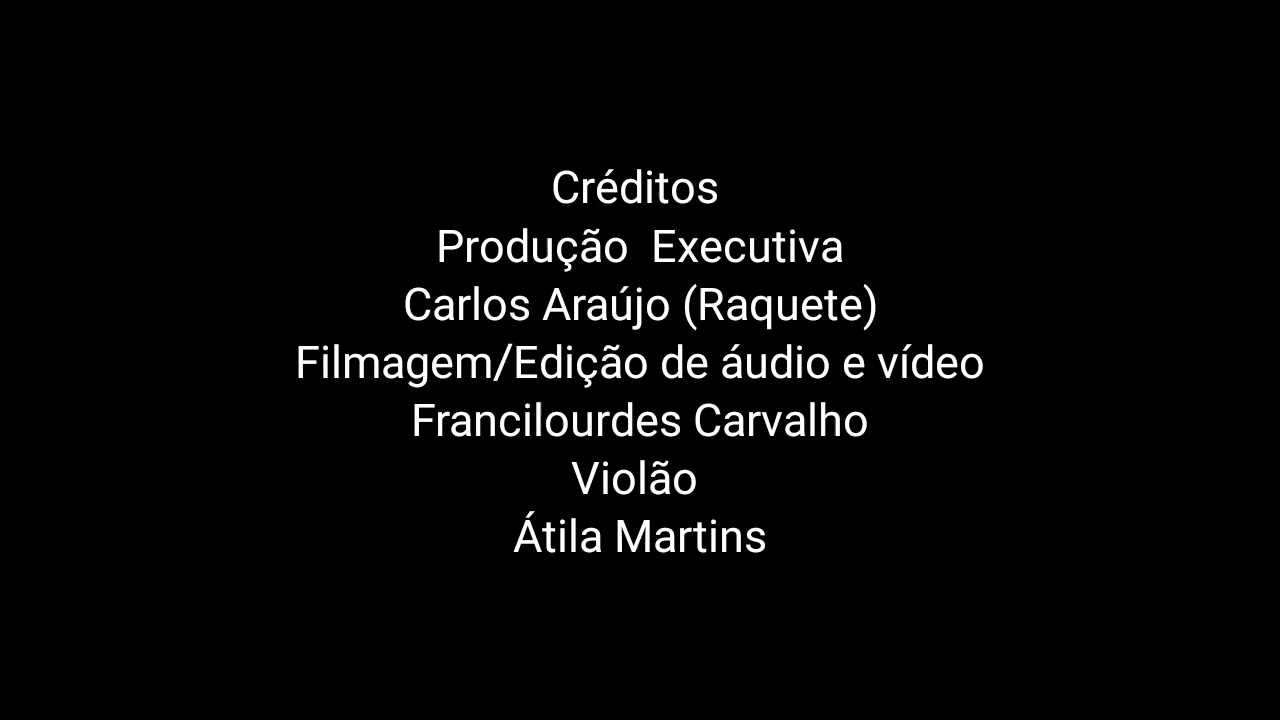 Créditos
Produção  Executiva
Carlos Araújo (Raquete)
Filmagem/Edição de áudio e vídeo
Francilourdes Carvalho
Violão
Átila Martins